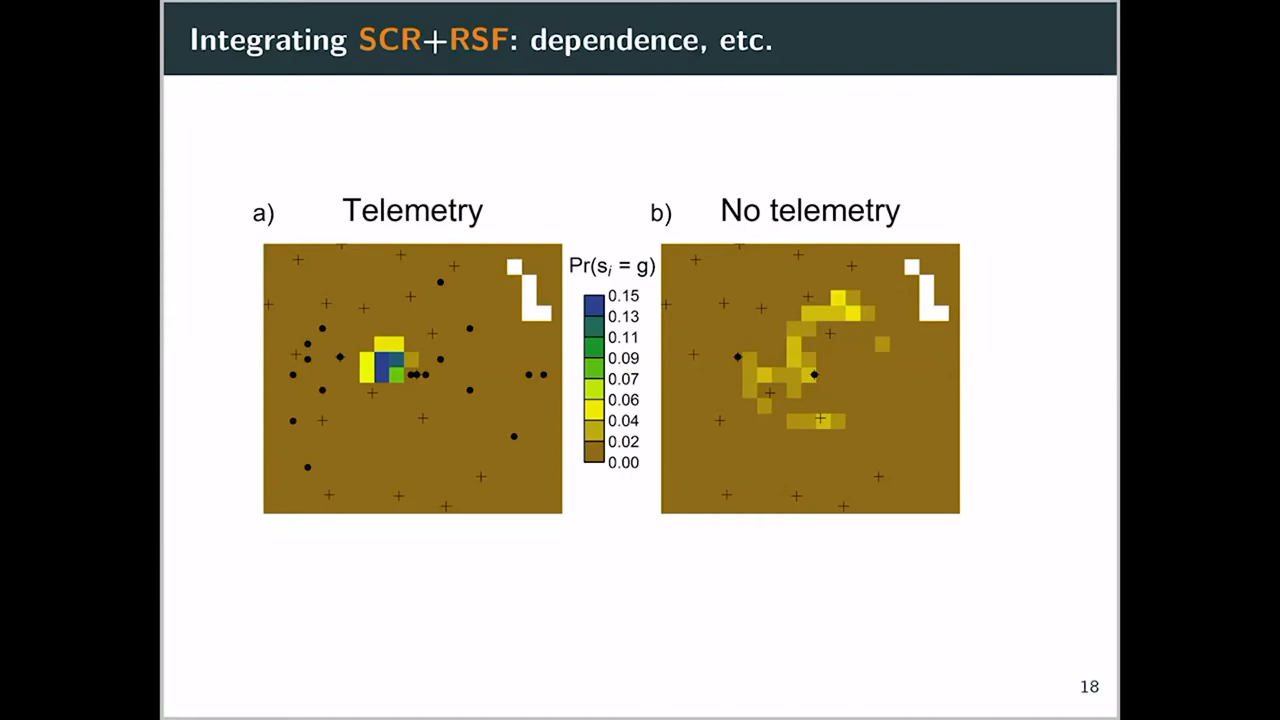 Integrating SCR+RSF: dependence, etc.
a) Telemetry
b) No telemetry
Pr(sᵢ = g)
0.15
0.13
0.11
0.09
0.07
0.06
0.04
0.02
0.00
18